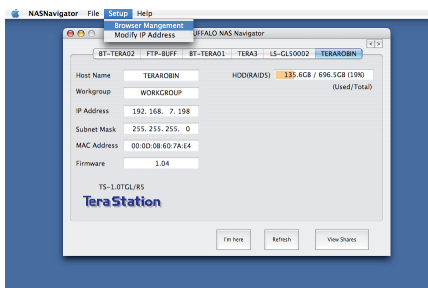 NASNavigator File Setup Help
Browser Mangement
Modify IP Address
UFFALO NAS Navigator
BT-TERA02 FTP-BUFF BT-TERA01 TERA3 LS-GL50002 TERAROBIN
Host Name TERAROBIN HDD(RAID5) 135.6GB / 696.5GB (19%)
(Used/Total)
Workgroup WORKGROUP
IP Address 192. 168. 7. 198
Subnet Mask 255. 255. 255. 0
MAC Address 00:0D:0B:60:7A:E4
Firmware 1.04
TS-1.0TGL/R5
TeraStation
I'm here Refresh View Shares